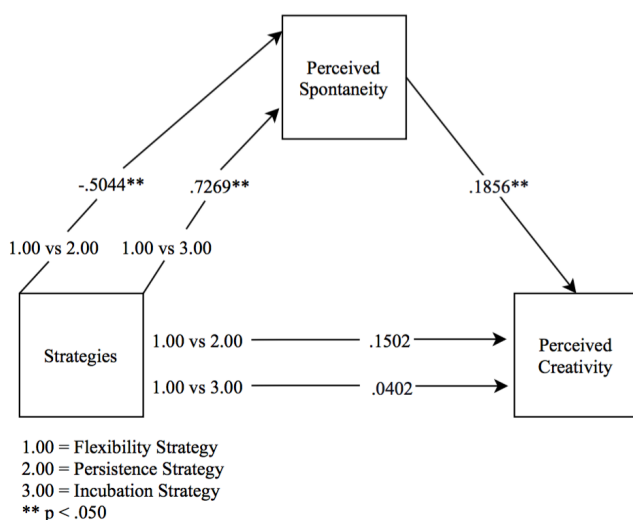 Perceived
Spontaneity
-.5044**
.7269**
.1856**
1.00 vs 2.00
1.00 vs 3.00
Strategies
1.00 vs 2.00
.1502
1.00 vs 3.00
.0402
Perceived
Creativity
1.00 = Flexibility Strategy
2.00 = Persistence Strategy
3.00 = Incubation Strategy
** p < .050